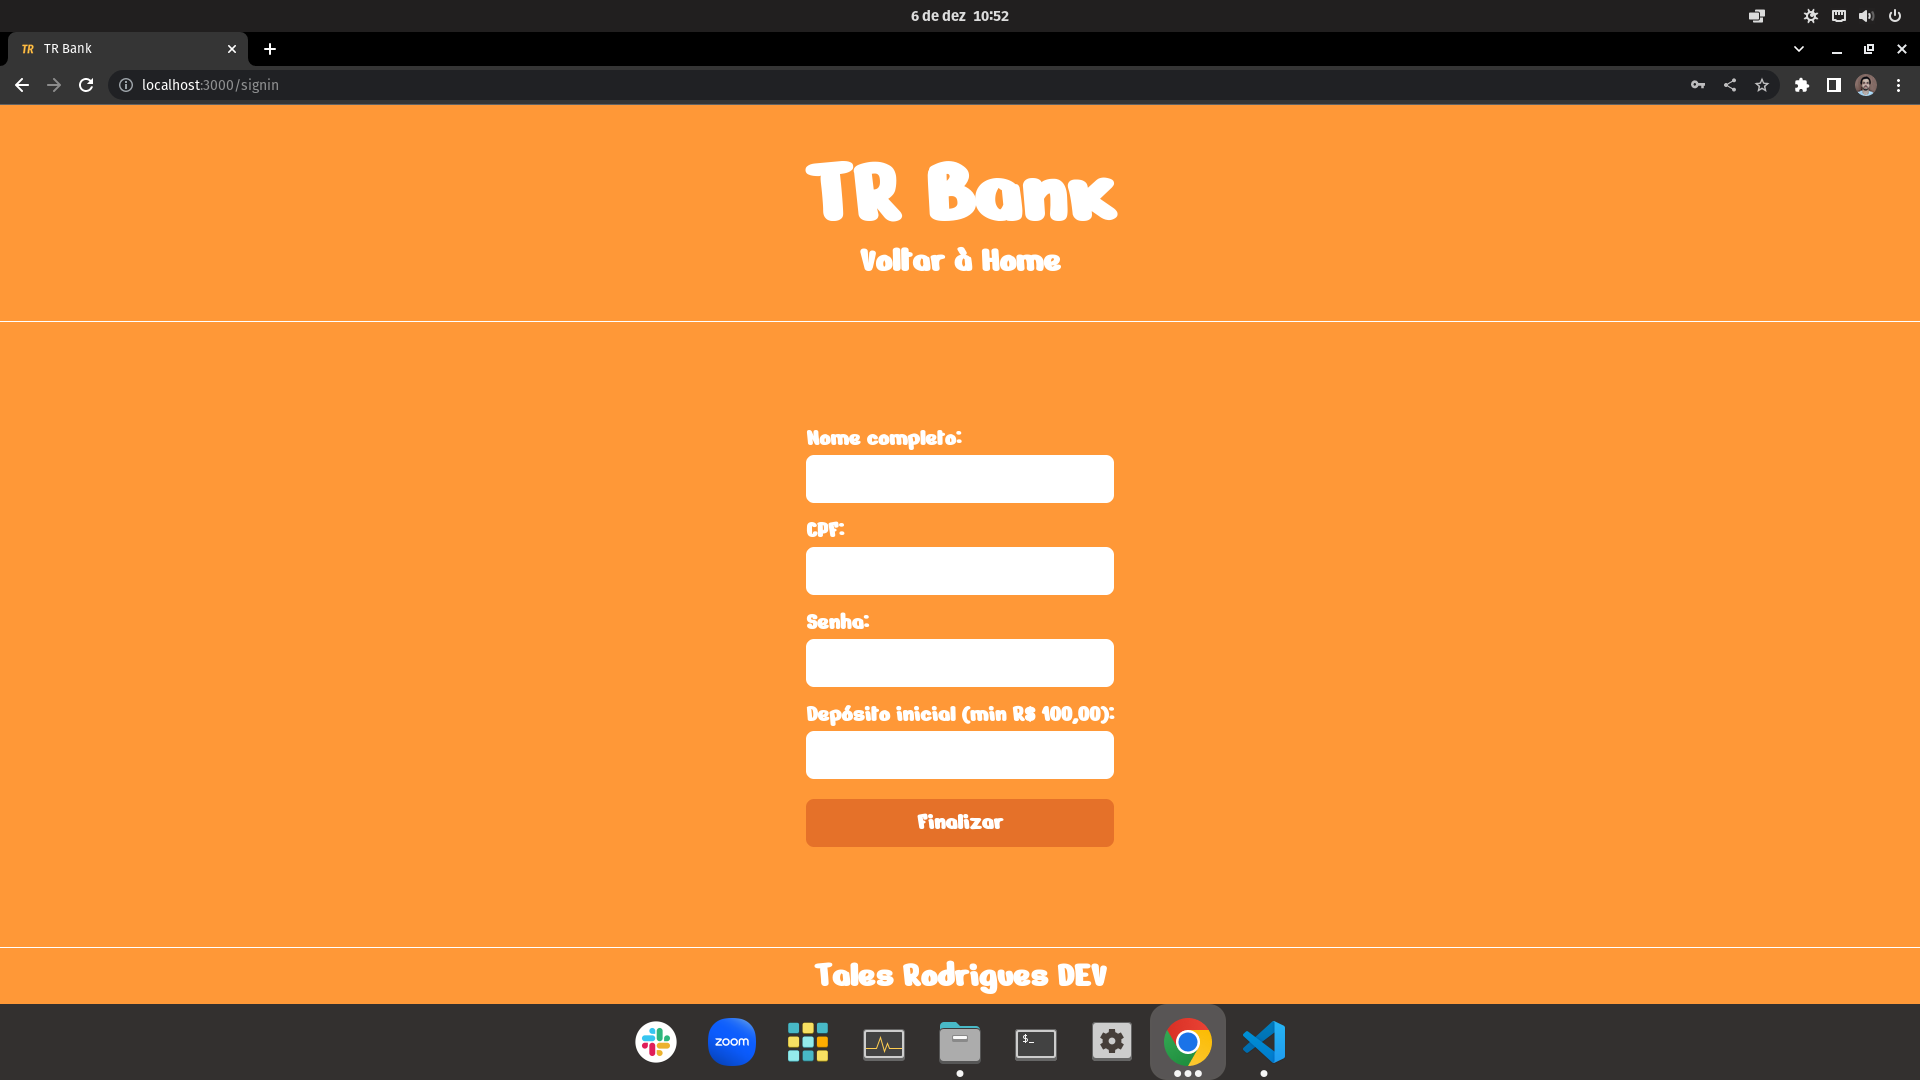 6 de dez 10:52
TR TR Bank
localhost:3000/signin
TR Bank
Voltar à Home
Nome completo:
CPF:
Senha:
Depósito inicial (min R$ 100,00):
Finalizar
Tales Rodrigues DEV
zoom
$_